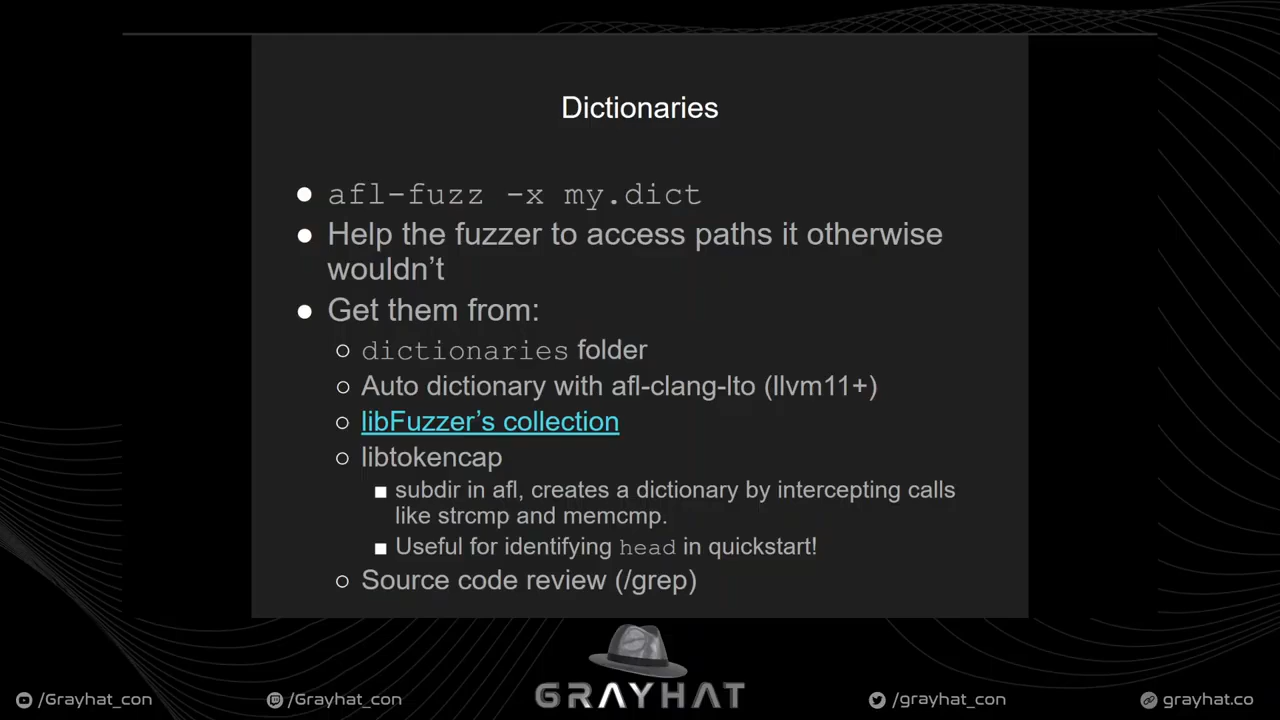 Dictionaries
● afl-fuzz -x my.dict
● Help the fuzzer to access paths it otherwise
wouldn’t
● Get them from:
○ dictionaries folder
○ Auto dictionary with afl-clang-lto (llvm11+)
○ libFuzzer’s collection
○ libtokencap
■ subdir in afl, creates a dictionary by intercepting calls
like strcmp and memcmp.
■ Useful for identifying head in quickstart!
○ Source code review (/grep)
GRAYHAT
/Grayhat_con
/Grayhat_con
/grayhat_con
grayhat.co